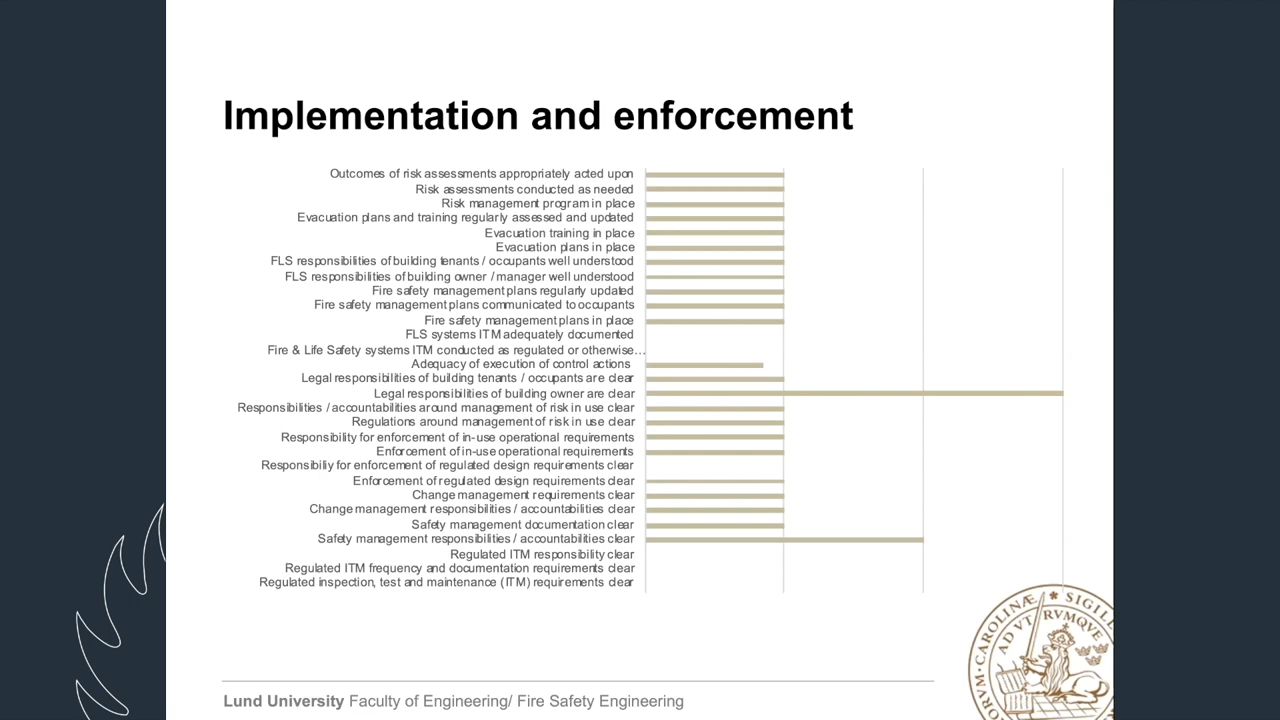 Implementation and enforcement
Outcomes of risk assessments appropriately acted upon
Risk assessments conducted as needed
Risk management program in place
Evacuation plans and training regularly assessed and updated
Evacuation training in place
Evacuation plans in place
FLS responsibilities of building tenants / occupants well understood
FLS responsibilities of building owner / manager well understood
Fire safety management plans regularly updated
Fire safety management plans communicated to occupants
Fire safety management plans in place
FLS systems ITM adequately documented
Fire & Life Safety systems ITM conducted as regulated or otherwise…
Adequacy of execution of control actions
Legal responsibilities of building tenants / occupants are clear
Legal responsibilities of building owner are clear
Responsibilities / accountabilities around management of risk in use clear
Regulations around management of risk in use clear
Responsibility for enforcement of in-use operational requirements
Enforcement of in-use operational requirements
Responsibiliy for enforcement of regulated design requirements clear
Enforcement of regulated design requirements clear
Change management requirements clear
Change management responsibilities / accountabilities clear
Safety management documentation clear
Safety management responsibilities / accountabilities clear
Regulated ITM responsibility clear
Regulated ITM frequency and documentation requirements clear
Regulated inspection, test and maintenance (ITM) requirements clear
CAROLINÆ * SIGILL
AD VTRVMQVE
ORVM
Lund University Faculty of Engineering/ Fire Safety Engineering